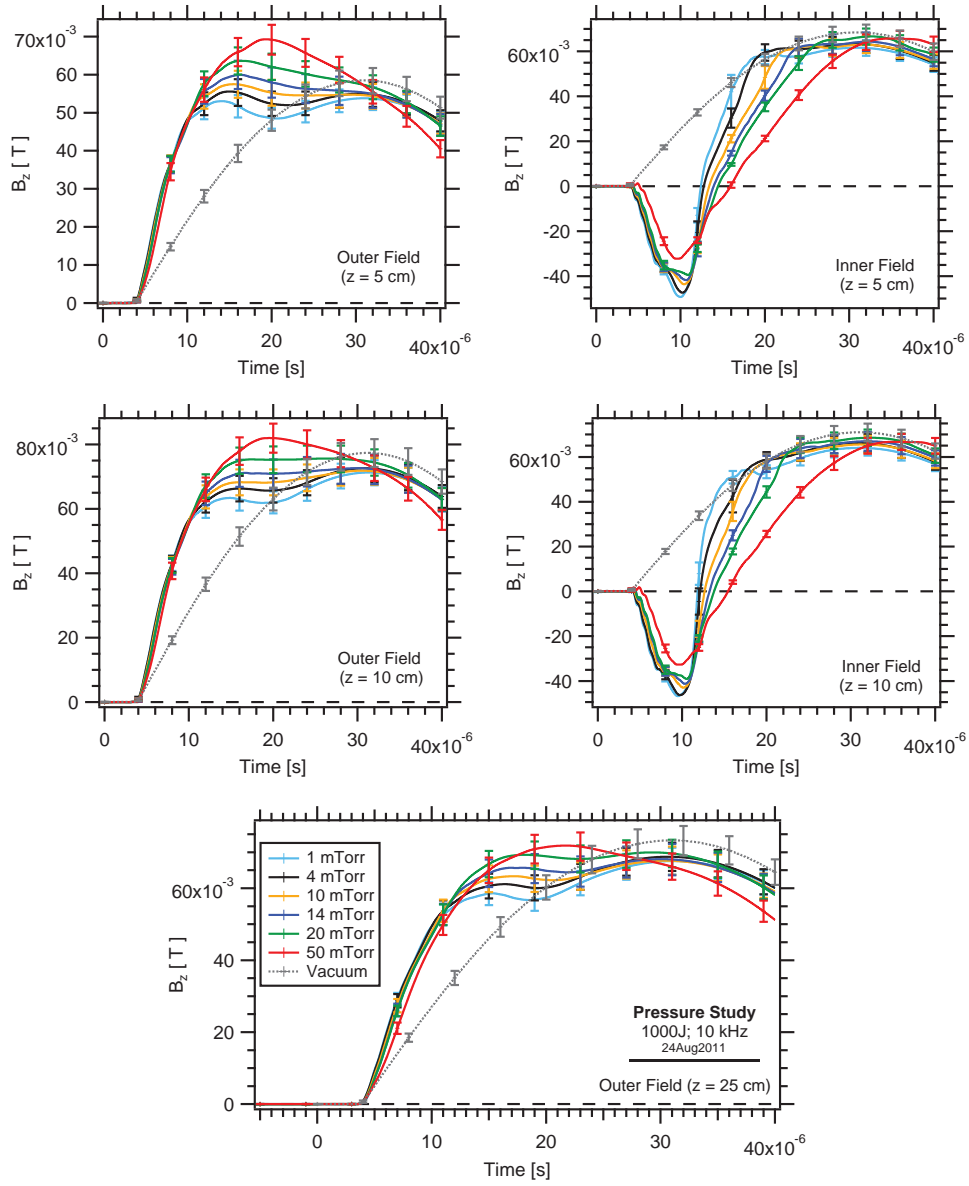 70x10⁻³
60
50
40
30
20
10
0
B_z [ T ]
Outer Field
(z = 5 cm)
0
10
20
30
40x10⁻⁶
Time [s]
60x10⁻³
40
20
0
-20
-40
B_z [ T ]
Inner Field
(z = 5 cm)
0
10
20
30
40x10⁻⁶
Time [s]
80x10⁻³
60
40
20
0
B_z [ T ]
Outer Field
(z = 10 cm)
0
10
20
30
40x10⁻⁶
Time [s]
60x10⁻³
40
20
0
-20
-40
B_z [ T ]
Inner Field
(z = 10 cm)
0
10
20
30
40x10⁻⁶
Time [s]
60x10⁻³
40
20
0
B_z [ T ]
1 mTorr
4 mTorr
10 mTorr
14 mTorr
20 mTorr
50 mTorr
Vacuum
Pressure Study
1000J; 10 kHz
24Aug2011
Outer Field (z = 25 cm)
0
10
20
30
40x10⁻⁶
Time [s]